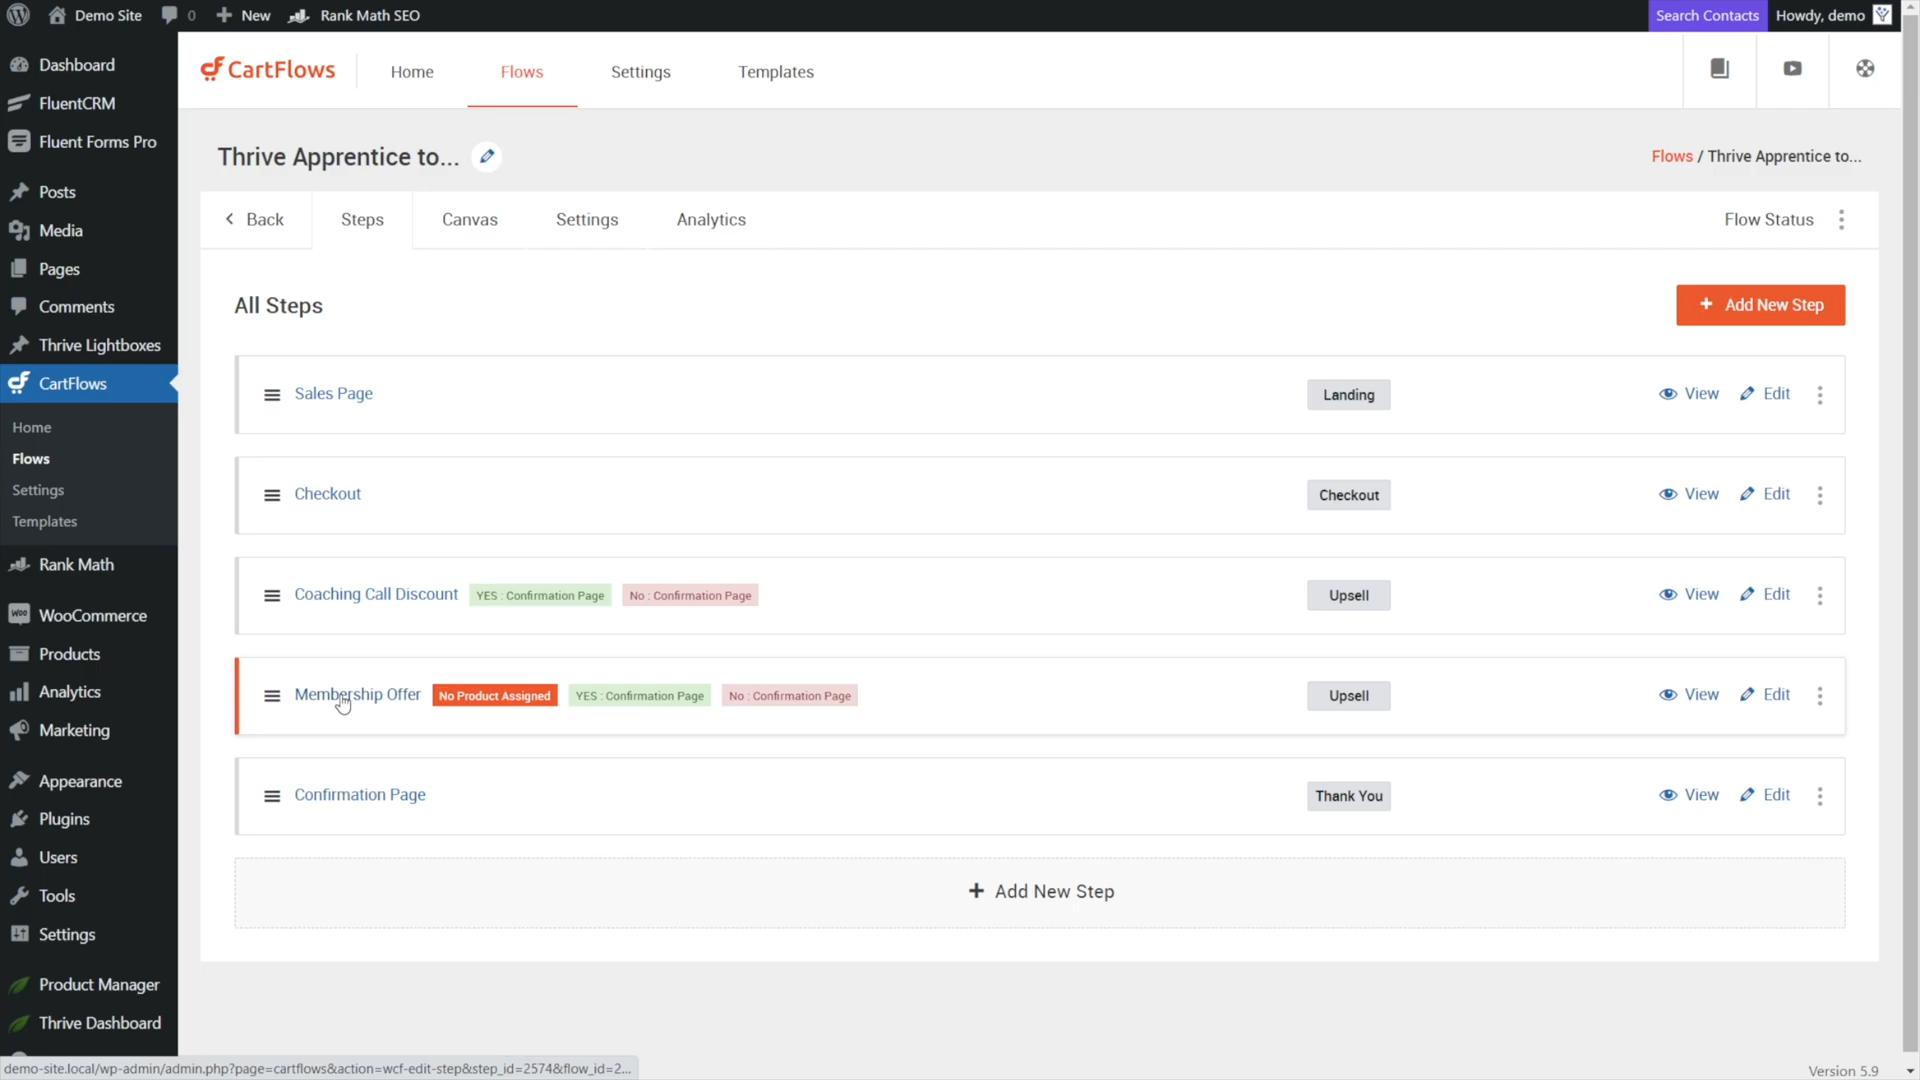 Demo Site
0
New
Rank Math SEO
Search Contacts
Howdy, demo
Dashboard
FluentCRM
Fluent Forms Pro
Posts
Media
Pages
Comments
Thrive Lightboxes
CartFlows
Home
Flows
Settings
Templates
Rank Math
WooCommerce
Products
Analytics
Marketing
Appearance
Plugins
Users
Tools
Settings
Product Manager
Thrive Dashboard
CartFlows
Home
Flows
Settings
Templates
Thrive Apprentice to...
Flows / Thrive Apprentice to...
Back
Steps
Canvas
Settings
Analytics
Flow Status
All Steps
+ Add New Step
Sales Page
Landing
View
Edit
Checkout
Checkout
View
Edit
Coaching Call Discount
YES : Confirmation Page
No : Confirmation Page
Upsell
View
Edit
Membership Offer
No Product Assigned
YES : Confirmation Page
No : Confirmation Page
Upsell
View
Edit
Confirmation Page
Thank You
View
Edit
+ Add New Step
demo-site.local/wp-admin/admin.php?page=cartflows&action=wcf-edit-step&step_id=2574&flow_id=2...
Version 5.9